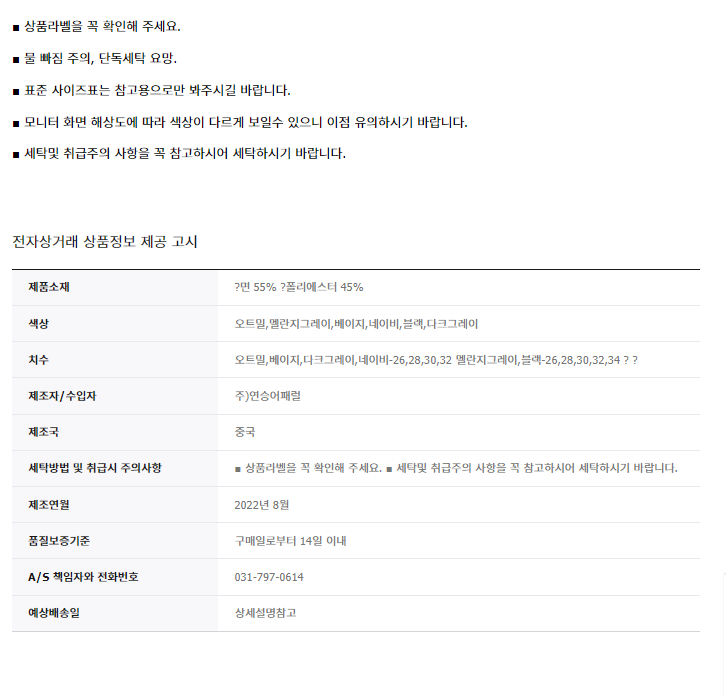 ■ 상품라벨을 꼭 확인해 주세요.
■ 물 빠짐 주의, 단독세탁 요망.
■ 표준 사이즈표는 참고용으로만 봐주시길 바랍니다.
■ 모니터 화면 해상도에 따라 색상이 다르게 보일수 있으니 이점 유의하시기 바랍니다.
■ 세탁및 취급주의 사항을 꼭 참고하시어 세탁하시기 바랍니다.
전자상거래 상품정보 제공 고시
제품소재 ?면 55% ?폴리에스터 45%
색상 오트밀,멜란지그레이,베이지,네이비,블랙,다크그레이
치수 오트밀,베이지,다크그레이,네이비-26,28,30,32 멜란지그레이,블랙-26,28,30,32,34 ? ?
제조자/수입자 주)연승어패럴
제조국 중국
세탁방법 및 취급시 주의사항 ■ 상품라벨을 꼭 확인해 주세요. ■ 세탁및 취급주의 사항을 꼭 참고하시어 세탁하시기 바랍니다.
제조연월 2022년 8월
품질보증기준 구매일로부터 14일 이내
A/S 책임자와 전화번호 031-797-0614
예상배송일 상세설명참고